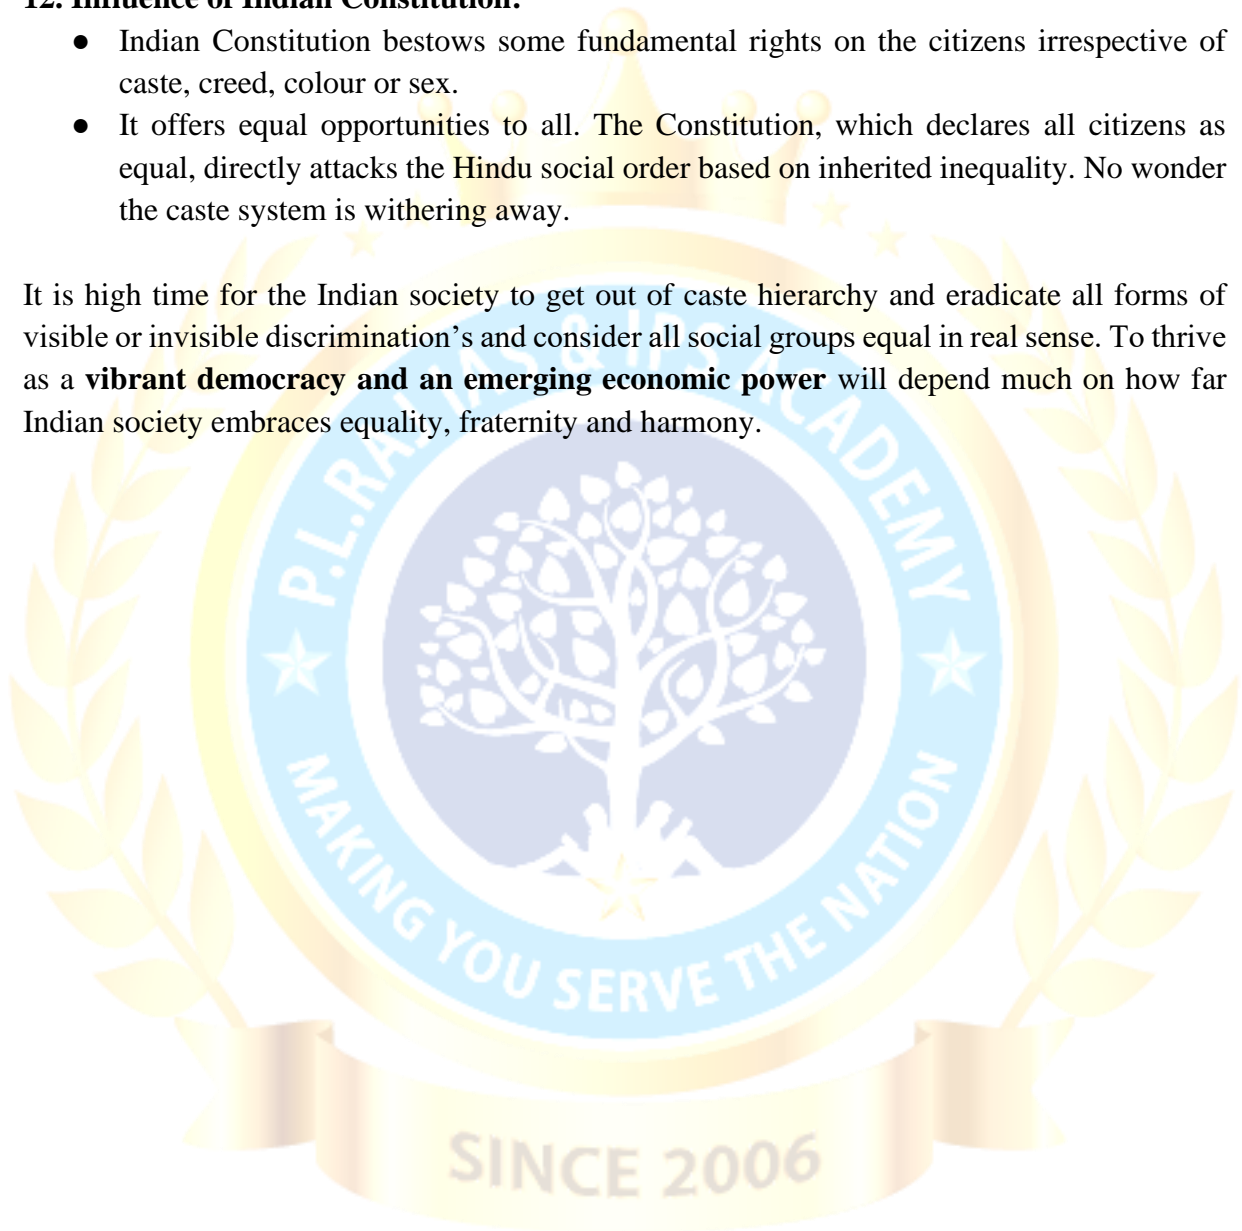 12. Influence of Indian Constitution:
● Indian Constitution bestows some fundamental rights on the citizens irrespective of
caste, creed, colour or sex.
● It offers equal opportunities to all. The Constitution, which declares all citizens as
equal, directly attacks the Hindu social order based on inherited inequality. No wonder
the caste system is withering away.
It is high time for the Indian society to get out of caste hierarchy and eradicate all forms of
visible or invisible discrimination’s and consider all social groups equal in real sense. To thrive
as a vibrant democracy and an emerging economic power will depend much on how far
Indian society embraces equality, fraternity and harmony.
P.L.RAJ IAS & IPS ACADEMY
MAKING YOU SERVE THE NATION
SINCE 2006